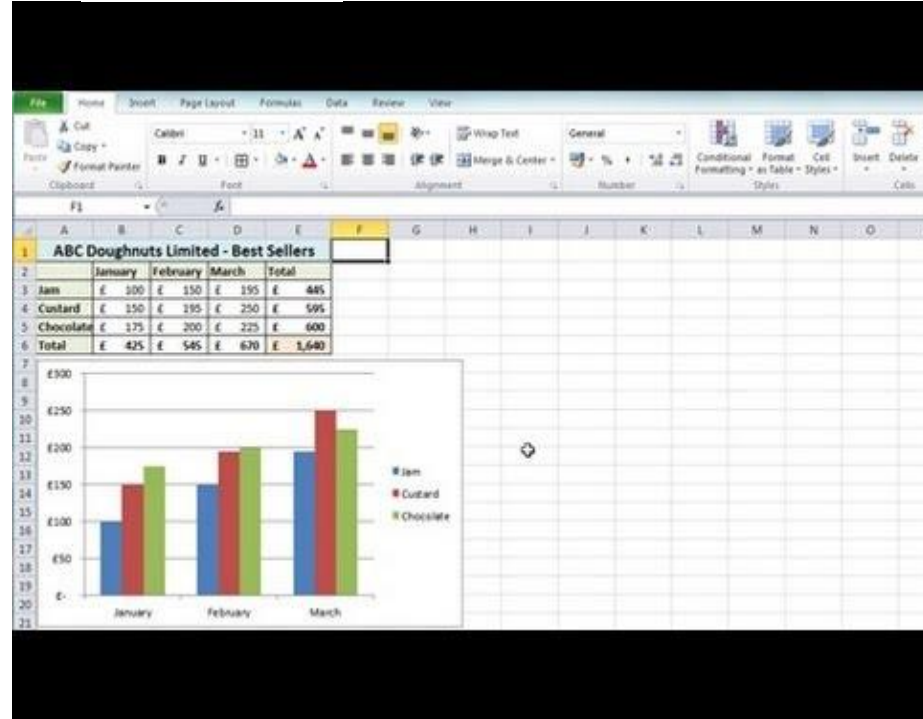 File Home Insert Page Layout Formulas Data Review View
Cut
Copy
Format Painter
Paste
Calibri 11 A A
B I U A
Wrap Text
Merge & Center
General
%
Conditional Formatting
Format as Table
Cell Styles
Insert Delete
Clipboard Font Alignment Number Styles Cells
F1 fx
A B C D E F G H I J K L M N O
1 ABC Doughnuts Limited - Best Sellers
2 January February March Total
3 Jam £ 100 £ 150 £ 195 £ 445
4 Custard £ 150 £ 195 £ 250 £ 595
5 Chocolate £ 175 £ 200 £ 225 £ 600
6 Total £ 425 £ 545 £ 670 £ 1,640
7
8 £300
9
10 £250
11
12 £200
13 Jam
14 £150 Custard
15 Chocolate
16 £100
17
18 £50
19
20 £-
21 January February March